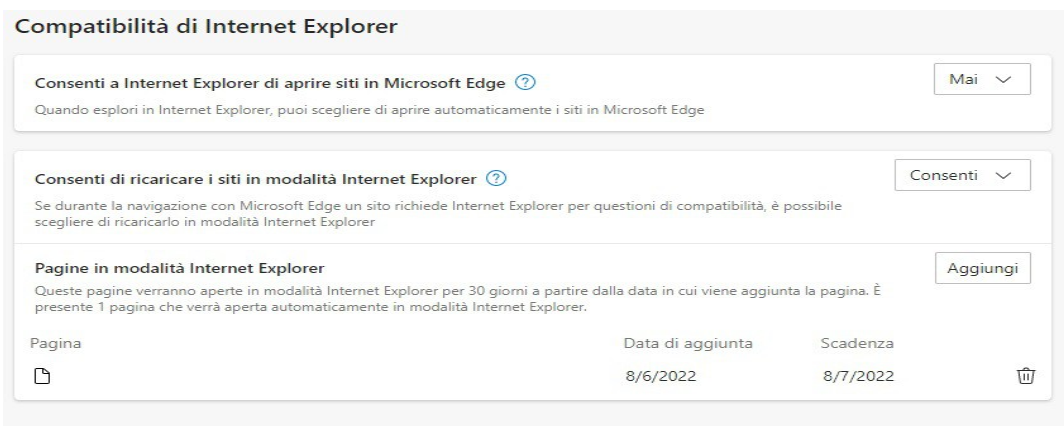 Compatibilità di Internet Explorer
Consenti a Internet Explorer di aprire siti in Microsoft Edge ?
Mai
Quando esplori in Internet Explorer, puoi scegliere di aprire automaticamente i siti in Microsoft Edge
Consenti di ricaricare i siti in modalità Internet Explorer ?
Consenti
Se durante la navigazione con Microsoft Edge un sito richiede Internet Explorer per questioni di compatibilità, è possibile
scegliere di ricaricarlo in modalità Internet Explorer
Pagine in modalità Internet Explorer
Aggiungi
Queste pagine verranno aperte in modalità Internet Explorer per 30 giorni a partire dalla data in cui viene aggiunta la pagina. È
presente 1 pagina che verrà aperta automaticamente in modalità Internet Explorer.
Pagina Data di aggiunta Scadenza
8/6/2022 8/7/2022